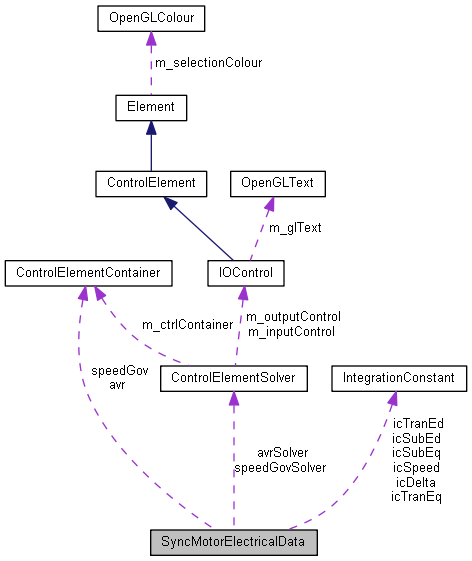 OpenGLColour
m_selectionColour
Element
ControlElement
OpenGLText
m_glText
ControlElementContainer
IOControl
m_ctrlContainer
m_outputControl
m_inputControl
speedGov
avr
ControlElementSolver
IntegrationConstant
avrSolver
speedGovSolver
icTranEd
icSubEd
icSubEq
icSpeed
icDelta
icTranEq
SyncMotorElectricalData